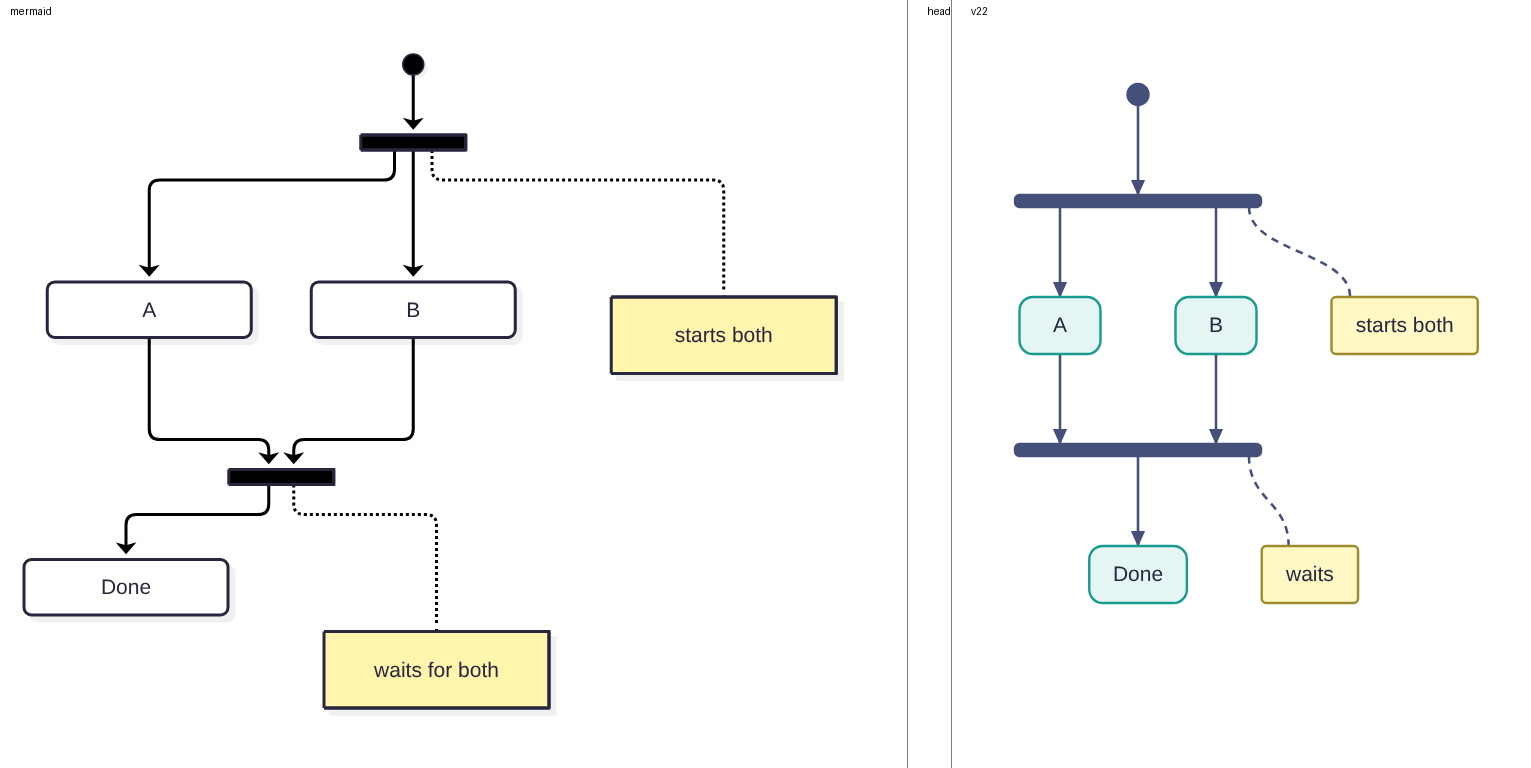 mermaid
head
v22
A
B
starts both
Done
waits for both
A
B
starts both
Done
waits